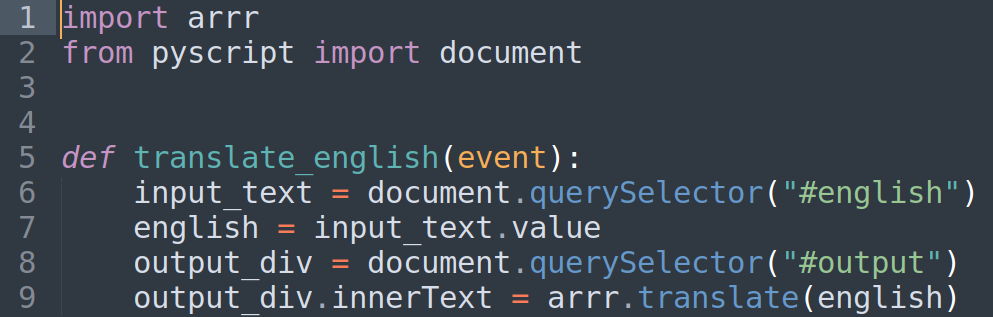 1 import arrr
2 from pyscript import document
3
4
5 def translate_english(event):
6     input_text = document.querySelector("#english")
7     english = input_text.value
8     output_div = document.querySelector("#output")
9     output_div.innerText = arrr.translate(english)